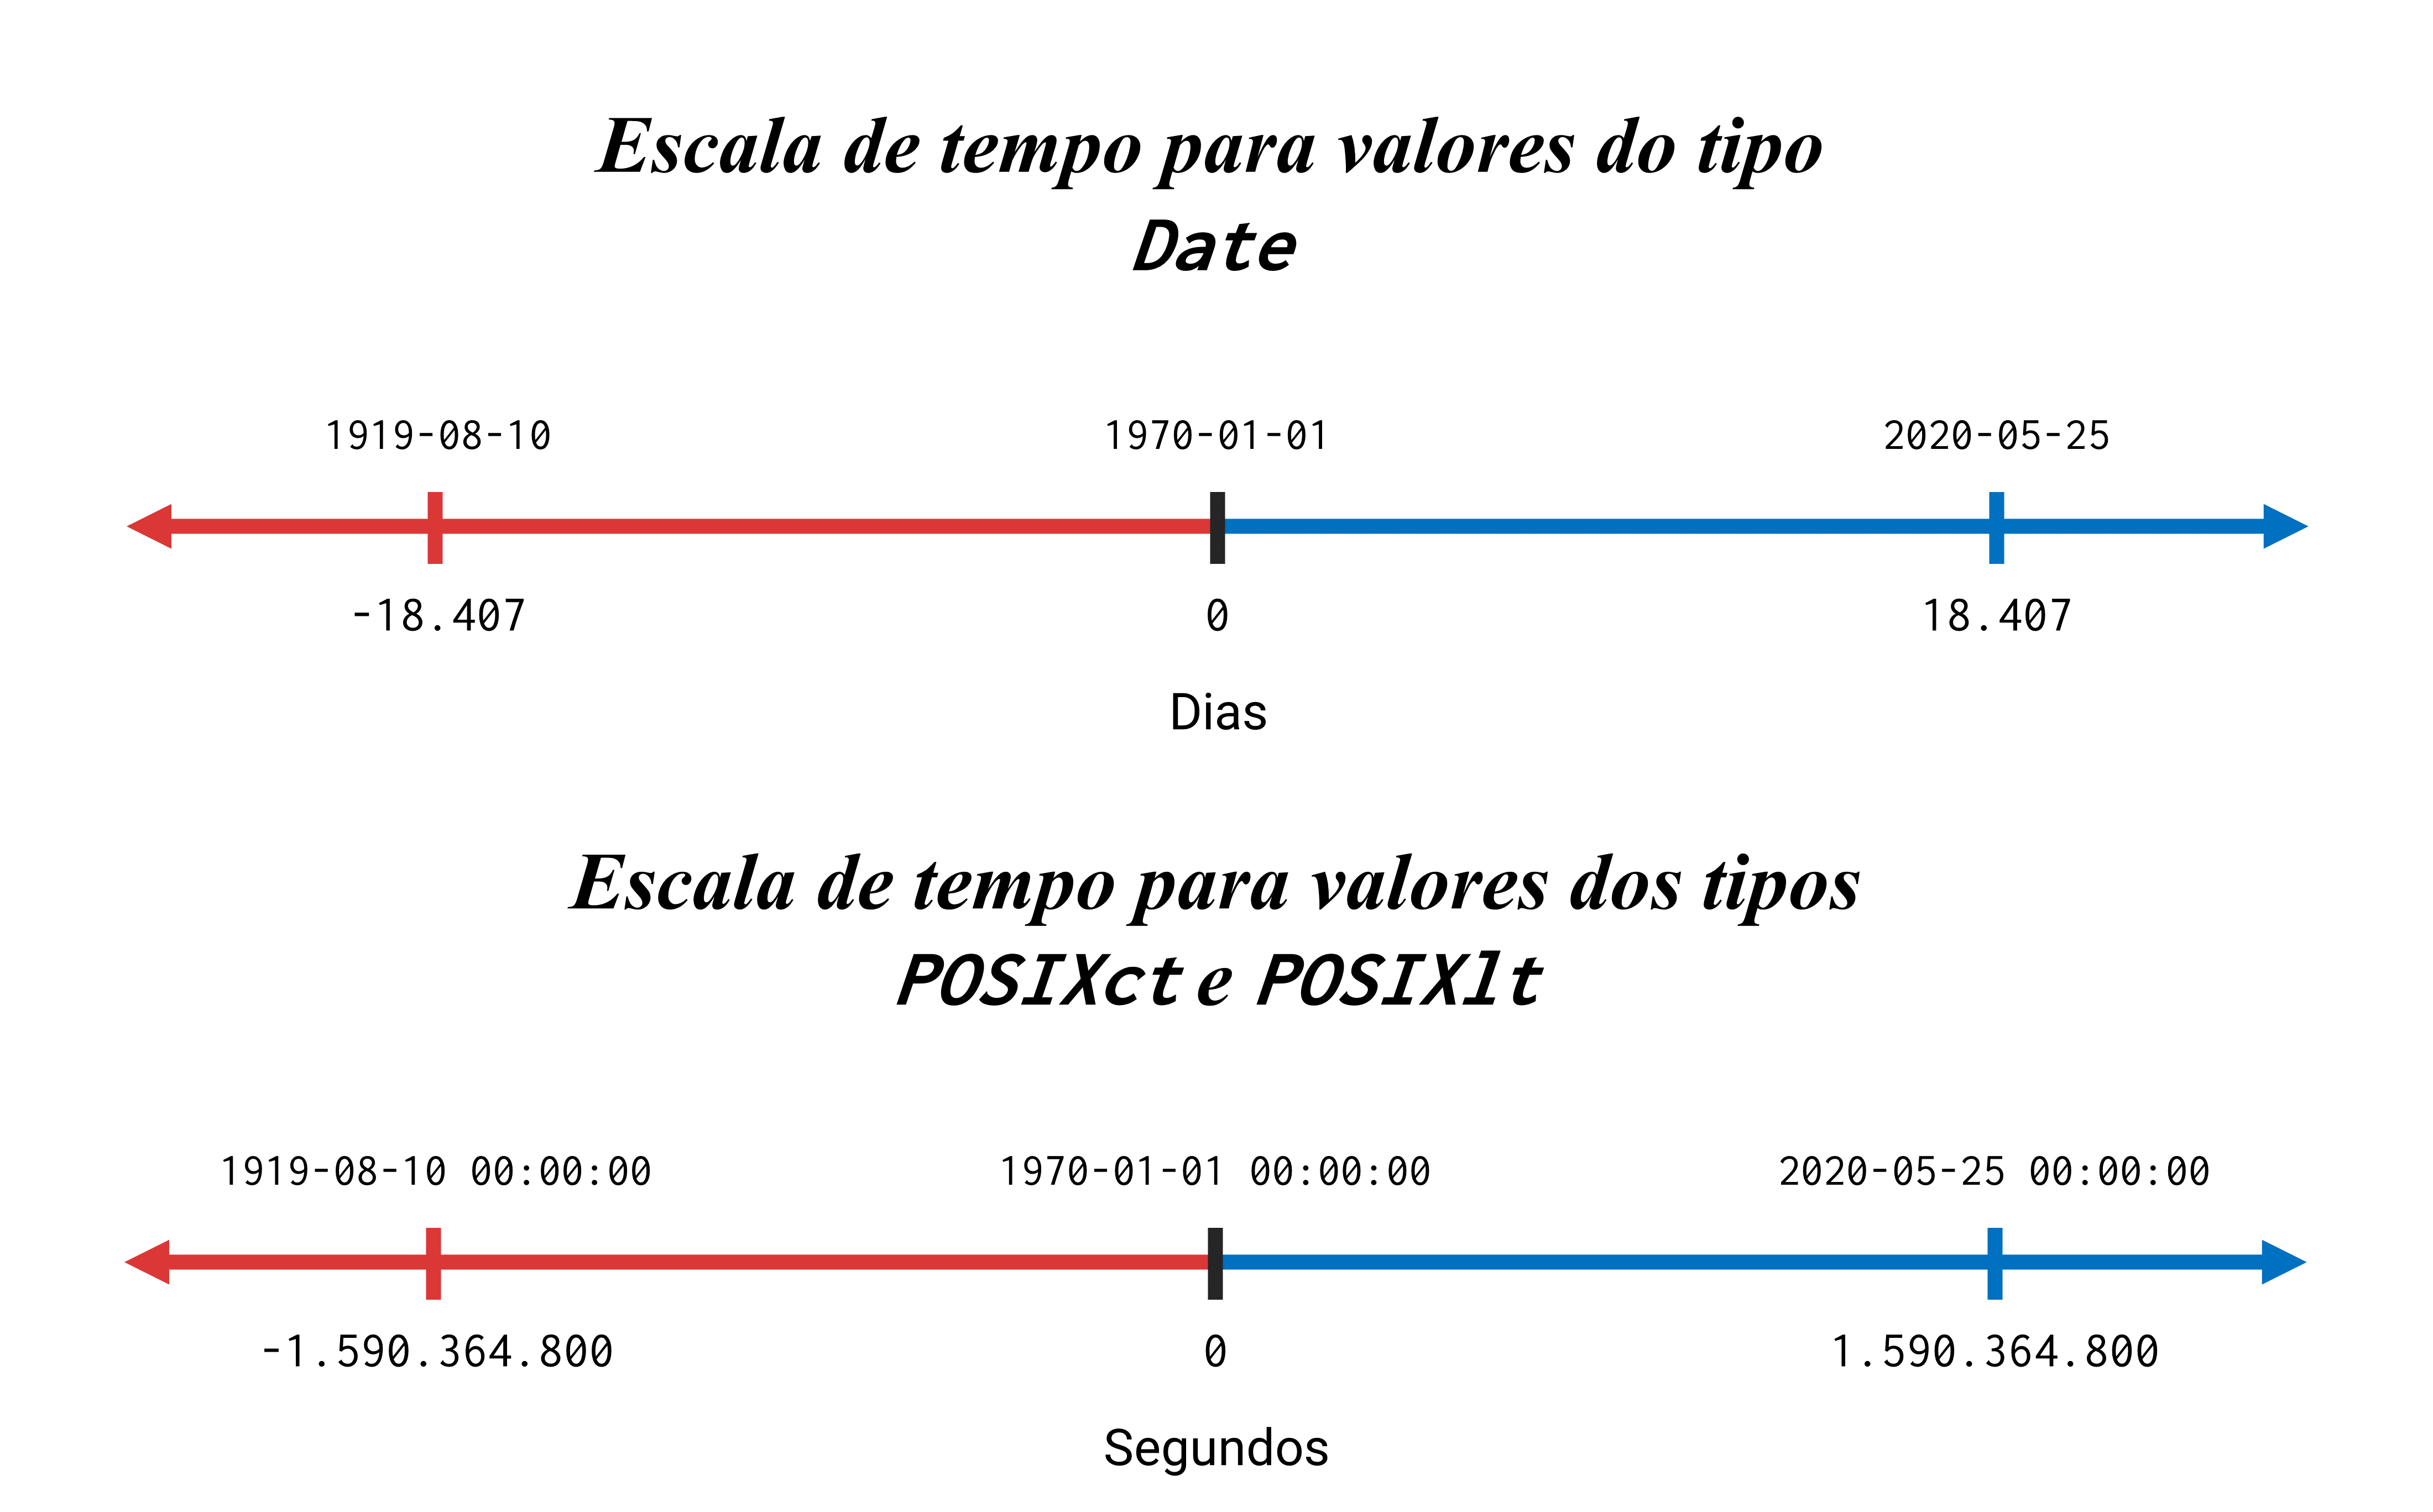 Escala de tempo para valores do tipo
Date
1919-08-10 1970-01-01 2020-05-25
-18.407 0 18.407
Dias
Escala de tempo para valores dos tipos
POSIXct e POSIXlt
1919-08-10 00:00:00 1970-01-01 00:00:00 2020-05-25 00:00:00
-1.590.364.800 0 1.590.364.800
Segundos